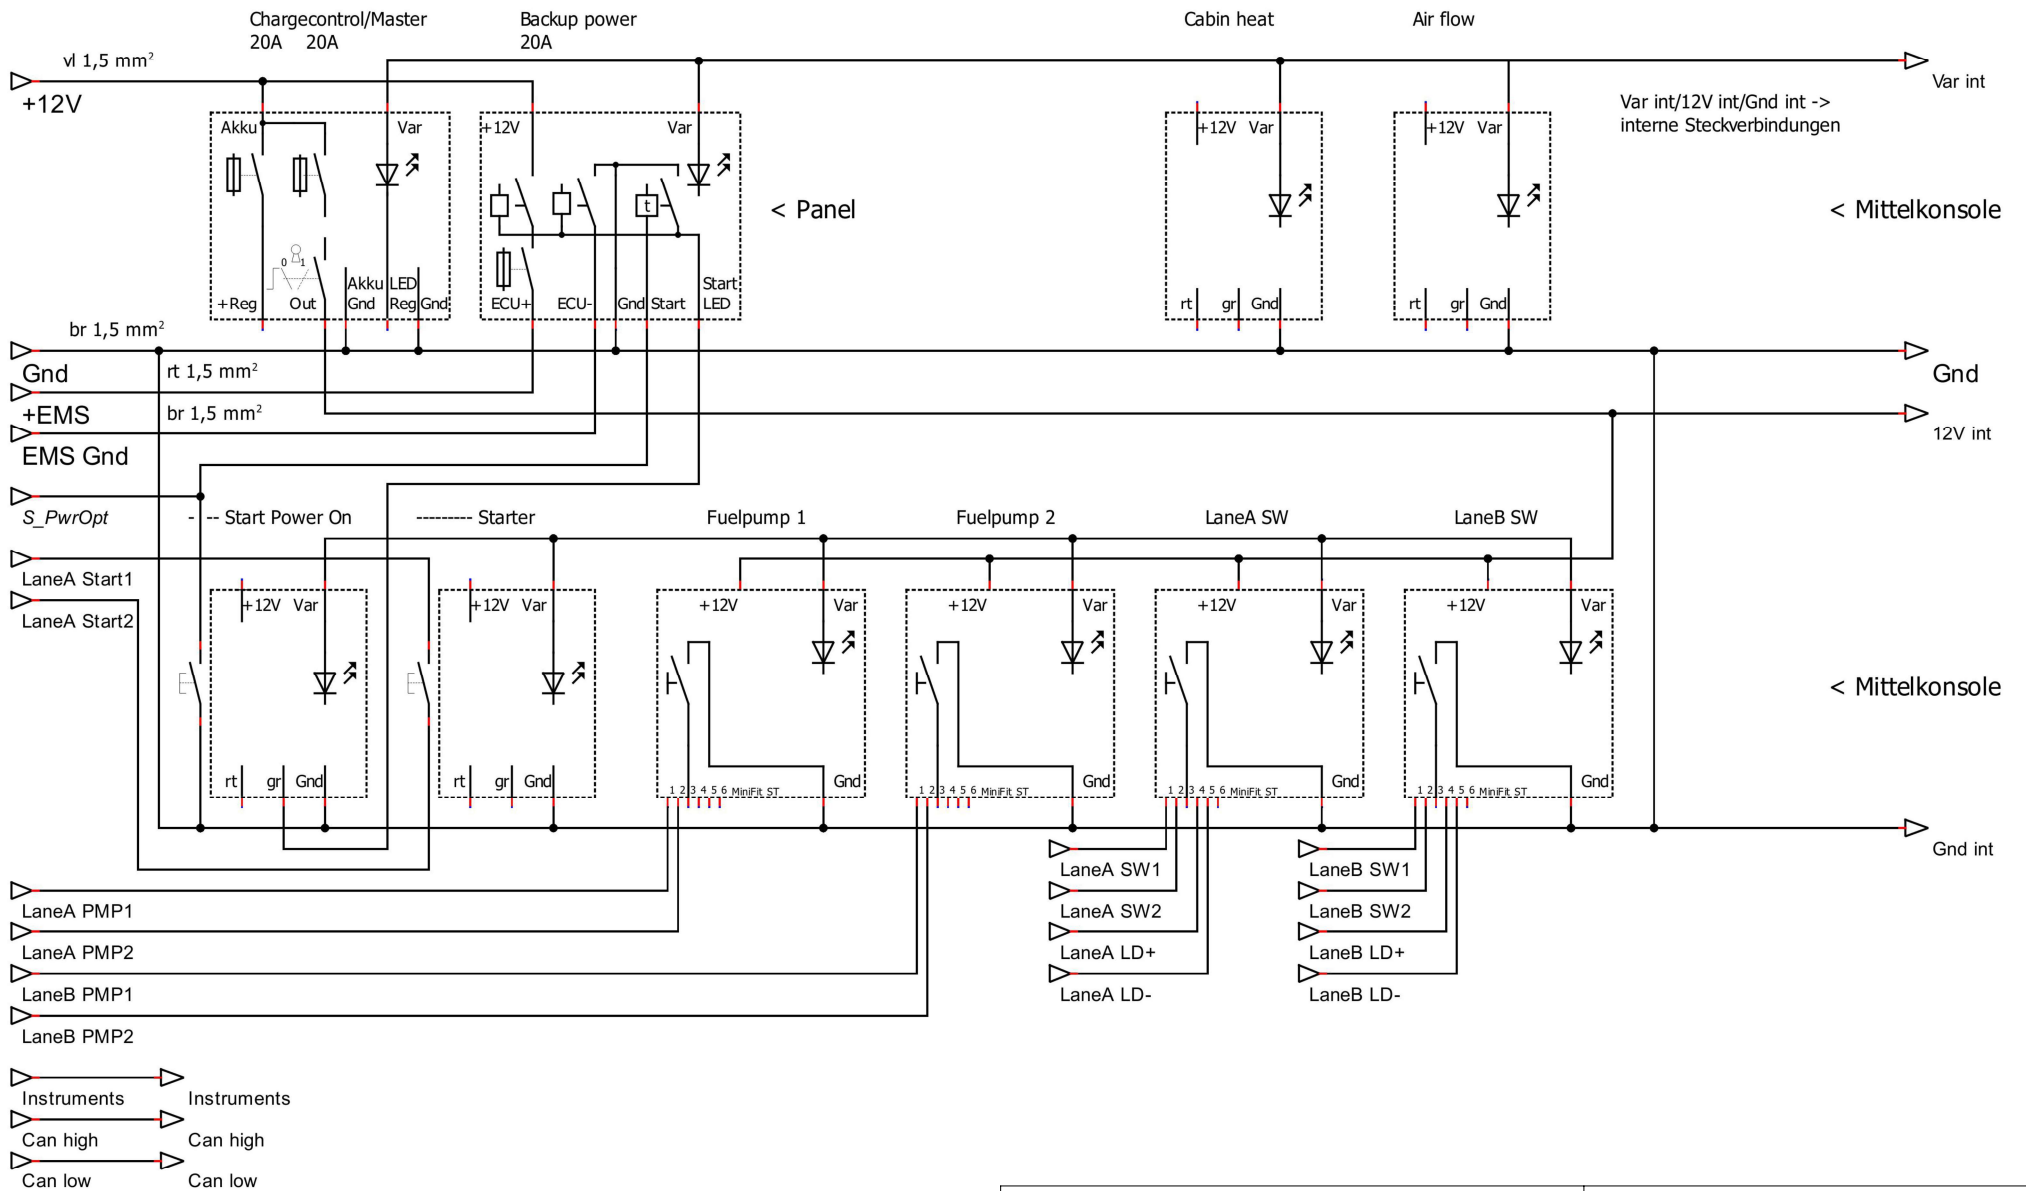 Chargecontrol/Master
20A 20A
Backup power
20A
Cabin heat
Air flow
vl 1,5 mm²
+12V
Var int
Var int/12V int/Gnd int ->
interne Steckverbindungen
Akku Var
+12V Var
+12V Var
+12V Var
t
< Panel
< Mittelkonsole
0 1
Akku LED
Start
+Reg Out Gnd Reg Gnd
ECU+ ECU- Gnd Start LED
rt gr Gnd
rt gr Gnd
br 1,5 mm²
Gnd
rt 1,5 mm²
Gnd
+EMS
br 1,5 mm²
12V int
EMS Gnd
S_PwrOpt
- -- Start Power On
--------- Starter
Fuelpump 1
Fuelpump 2
LaneA SW
LaneB SW
LaneA Start1
LaneA Start2
+12V Var
+12V Var
+12V Var
+12V Var
+12V Var
+12V Var
< Mittelkonsole
rt gr Gnd
rt gr Gnd
Gnd
Gnd
Gnd
Gnd
1 2 3 4 5 6 MiniFit ST
1 2 3 4 5 6 MiniFit ST
1 2 3 4 5 6 MiniFit ST
1 2 3 4 5 6 MiniFit ST
Gnd int
LaneA SW1
LaneB SW1
LaneA PMP1
LaneA SW2
LaneB SW2
LaneA PMP2
LaneA LD+
LaneB LD+
LaneB PMP1
LaneA LD-
LaneB LD-
LaneB PMP2
Instruments
Instruments
Can high
Can high
Can low
Can low